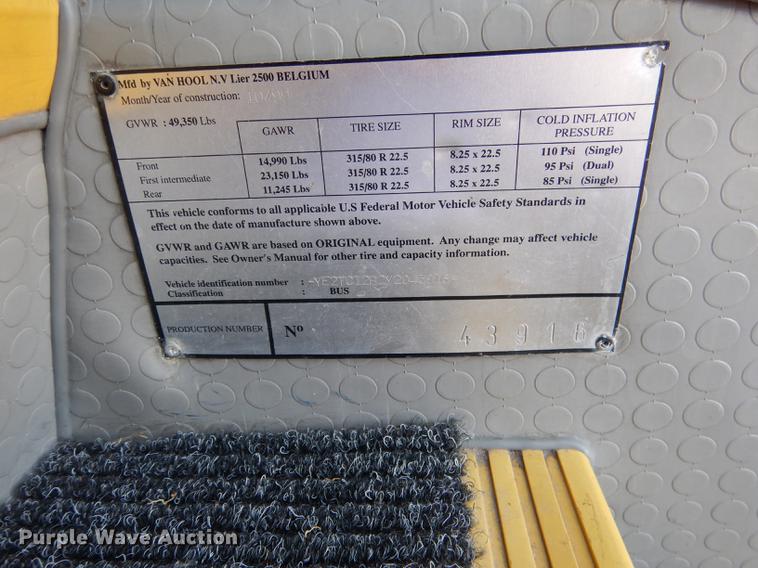 Mfd by VAN HOOL N.V Lier 2500 BELGIUM
Month/Year of construction:
GVWR : 49,350 Lbs
GAWR TIRE SIZE RIM SIZE COLD INFLATION PRESSURE
Front 14,990 Lbs 315/80 R 22.5 8.25 x 22.5 110 Psi (Single)
First intermediate 23,150 Lbs 315/80 R 22.5 8.25 x 22.5 95 Psi (Dual)
Rear 11,245 Lbs 315/80 R 22.5 8.25 x 22.5 85 Psi (Single)
This vehicle conforms to all applicable U.S Federal Motor Vehicle Safety Standards in
effect on the date of manufacture shown above.
GVWR and GAWR are based on ORIGINAL equipment. Any change may affect vehicle
capacities. See Owner's Manual for other tire and capacity information.
Vehicle identification number :
Classification : BUS
PRODUCTION NUMBER Nº 43916
Purple Wave Auction